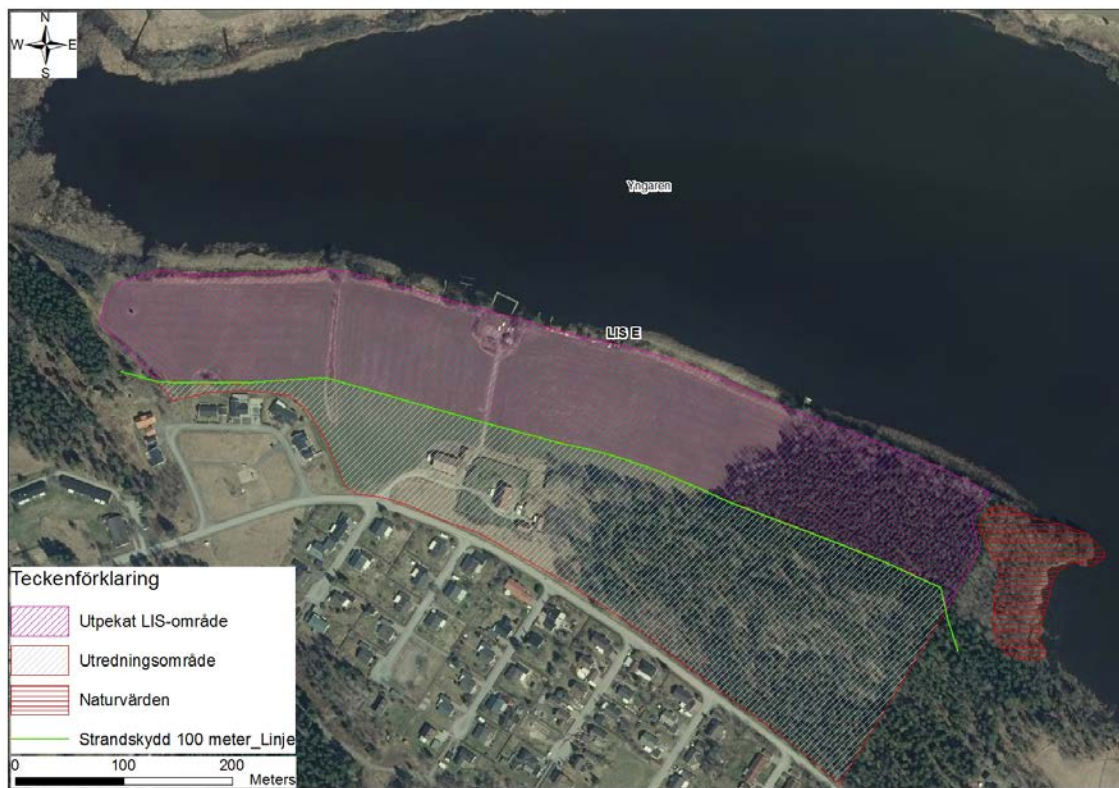 N
W E
S
Yngaren
LIS E
Teckenförklaring
Utpekat LIS-område
Utredningsområde
Naturvärden
Strandskydd 100 meter_Linje
0 100 200
Meters